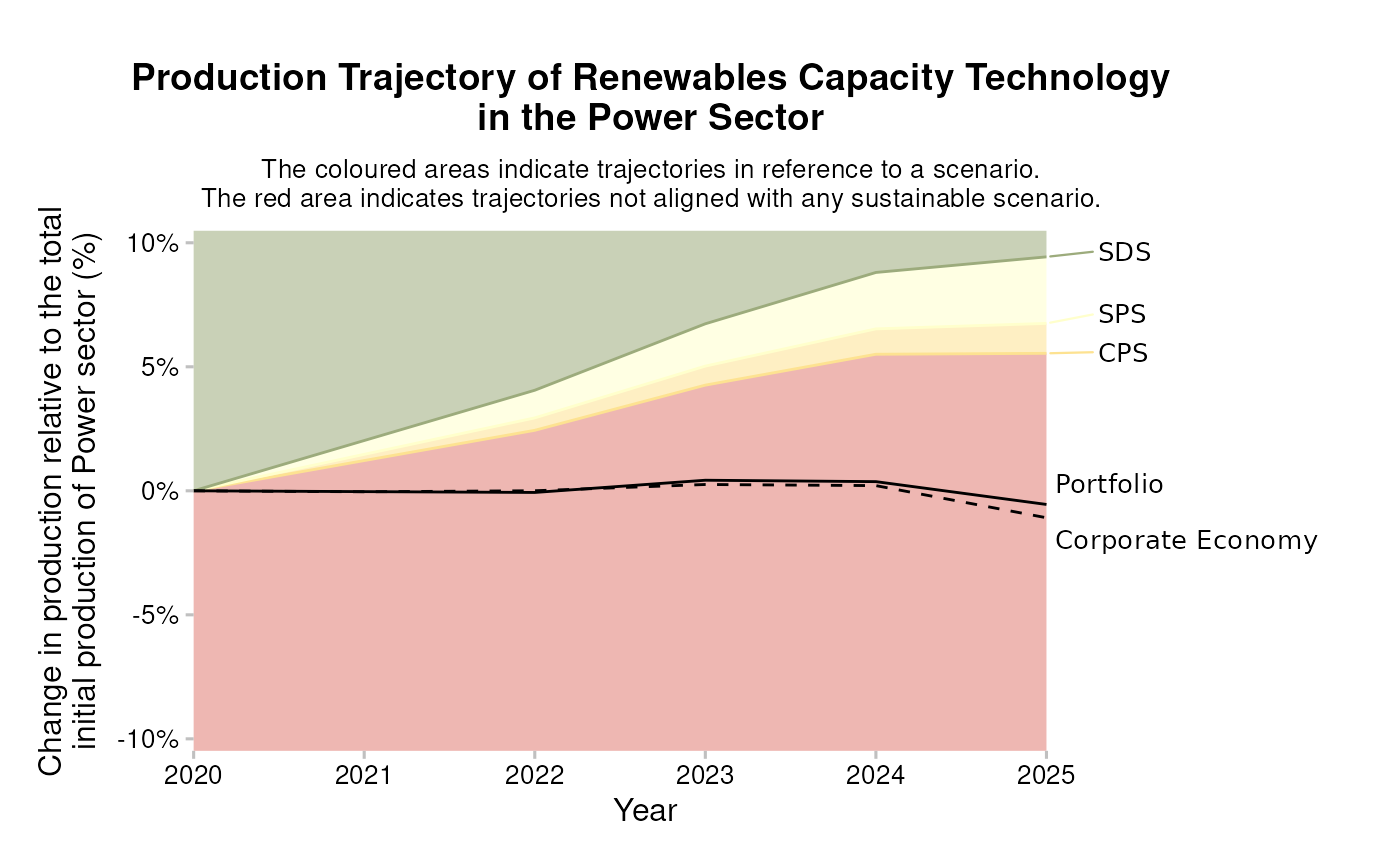 Production Trajectory of Renewables Capacity Technology
in the Power Sector
The coloured areas indicate trajectories in reference to a scenario.
The red area indicates trajectories not aligned with any sustainable scenario.
Change in production relative to the total
initial production of Power sector (%)
10%
5%
0%
-5%
-10%
SDS
SPS
CPS
Portfolio
Corporate Economy
2020
2021
2022
2023
2024
2025
Year